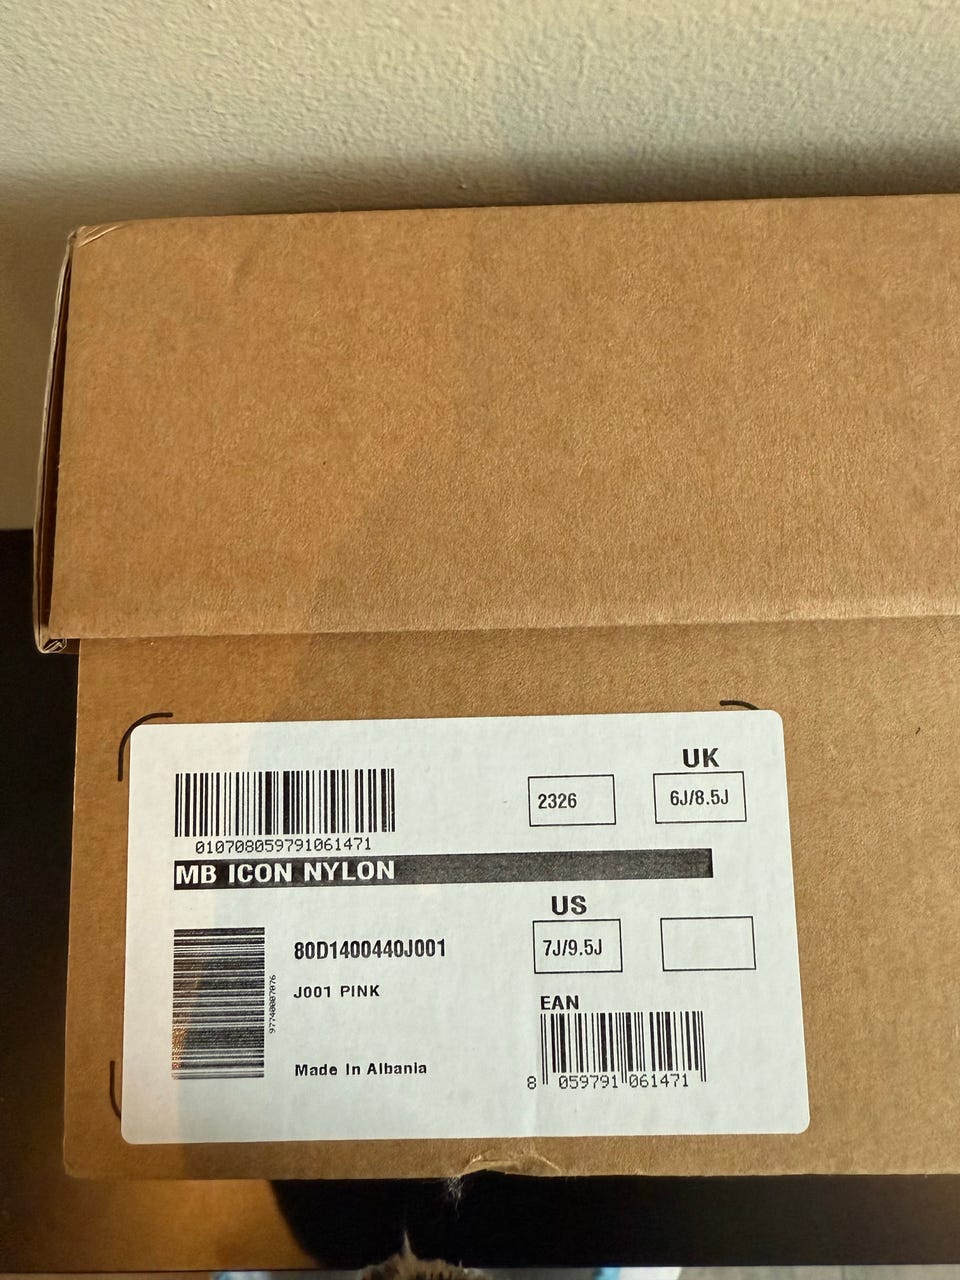 UK
2326
6J/8.5J
010708059791061471
MB ICON NYLON
US
80D1400440J001
7J/9.5J
J001 PINK
97740007076
EAN
Made In Albania
8 059791 061471